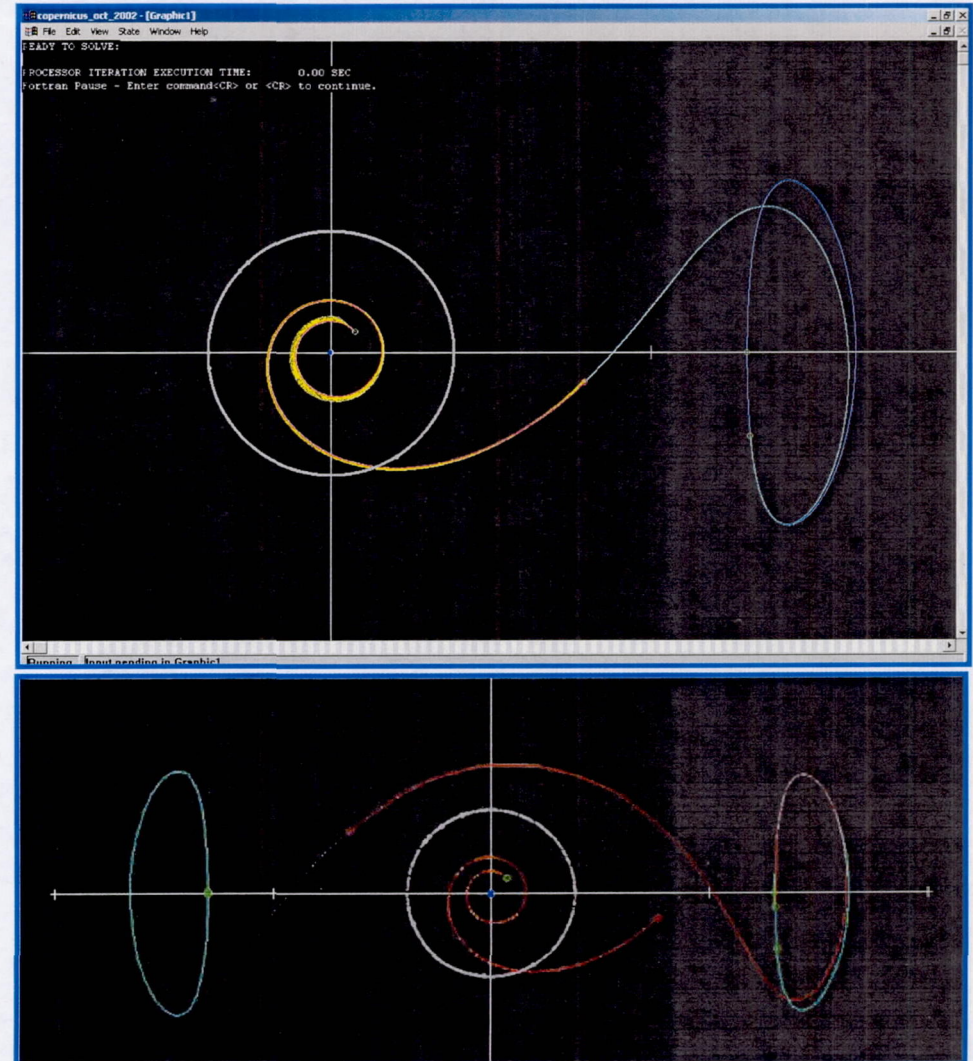 copernicus_oct_2002 - [Graphic1]
File Edit View State Window Help
READY TO SOLVE:
PROCESSOR ITERATION EXECUTION TIME: 0.00 SEC
Fortran Pause - Enter command<CR> or <CR> to continue.
Running Input pending in Graphic1